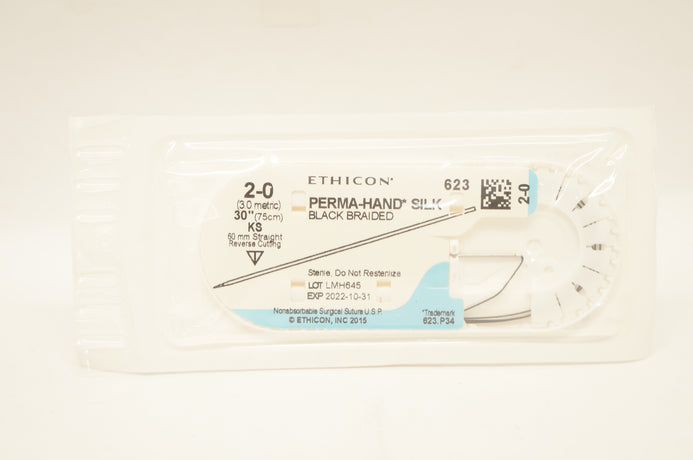 ETHICON*
623
2-0
(3.0 metric)
30" (75cm)
KS
60 mm Straight
Reverse Cutting
PERMA-HAND* SILK
BLACK BRAIDED
2-0
Sterile, Do Not Resterilize
LOT LMH645
EXP 2022-10-31
Nonabsorbable Surgical Suture U.S.P.
© ETHICON, INC 2015
*Trademark
623.P34